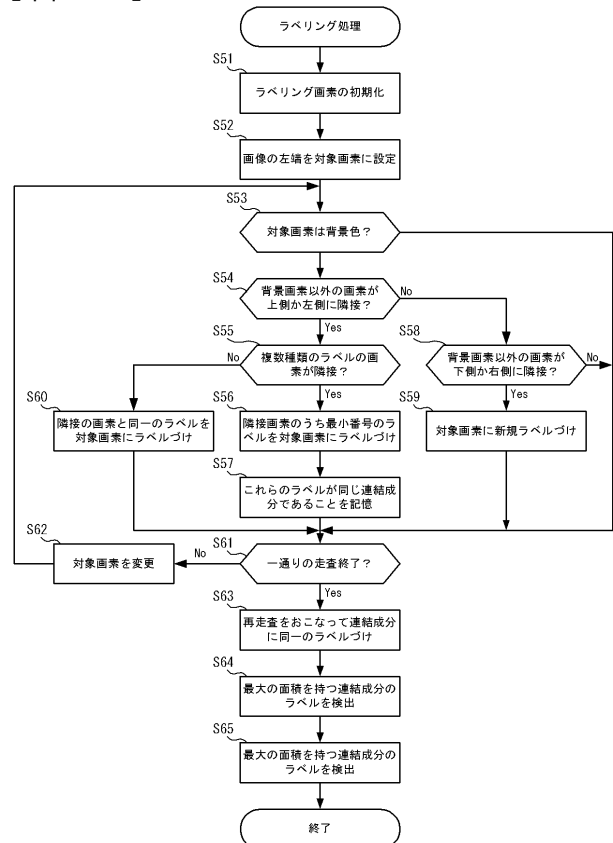 ラベリング処理
S51
ラベリング画素の初期化
S52
画像の左端を対象画素に設定
S53
対象画素は背景色?
S54
背景画素以外の画素が
上側か左側に隣接?
No
Yes
S55
複数種類のラベルの画
素が隣接?
No
Yes
S58
背景画素以外の画素が
下側か右側に隣接?
No
Yes
S60
隣接の画素と同一のラベルを
対象画素にラベルづけ
S56
隣接画素のうち最小番号のラ
ベルを対象画素にラベルづけ
S59
対象画素に新規ラベルづけ
S57
これらのラベルが同じ連結成
分であることを記憶
S62
対象画素を変更
No
S61
一通りの走査終了?
Yes
S63
再走査をおこなって連結成分
に同一のラベルづけ
S64
最大の面積を持つ連結成分の
ラベルを検出
S65
最大の面積を持つ連結成分の
ラベルを検出
終了